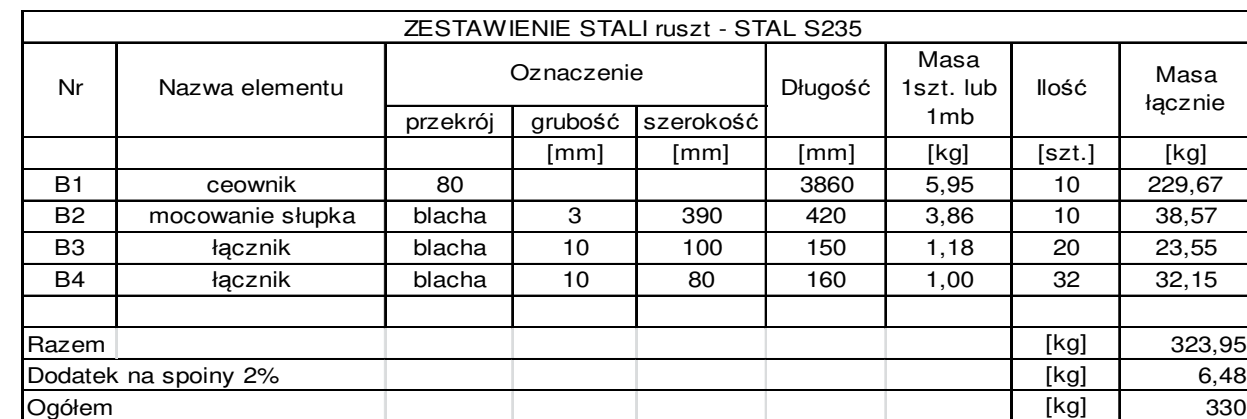 ZESTAWIENIE STALI ruszt - STAL S235
Nr Nazwa elementu Oznaczenie Długość Masa 1szt. lub 1mb Ilość Masa łącznie
przekrój grubość szerokość
[mm] [mm] [mm] [kg] [szt.] [kg]
B1 ceownik 80 3860 5,95 10 229,67
B2 mocowanie słupka blacha 3 390 420 3,86 10 38,57
B3 łącznik blacha 10 100 150 1,18 20 23,55
B4 łącznik blacha 10 80 160 1,00 32 32,15
Razem [kg] 323,95
Dodatek na spoiny 2% [kg] 6,48
Ogółem [kg] 330